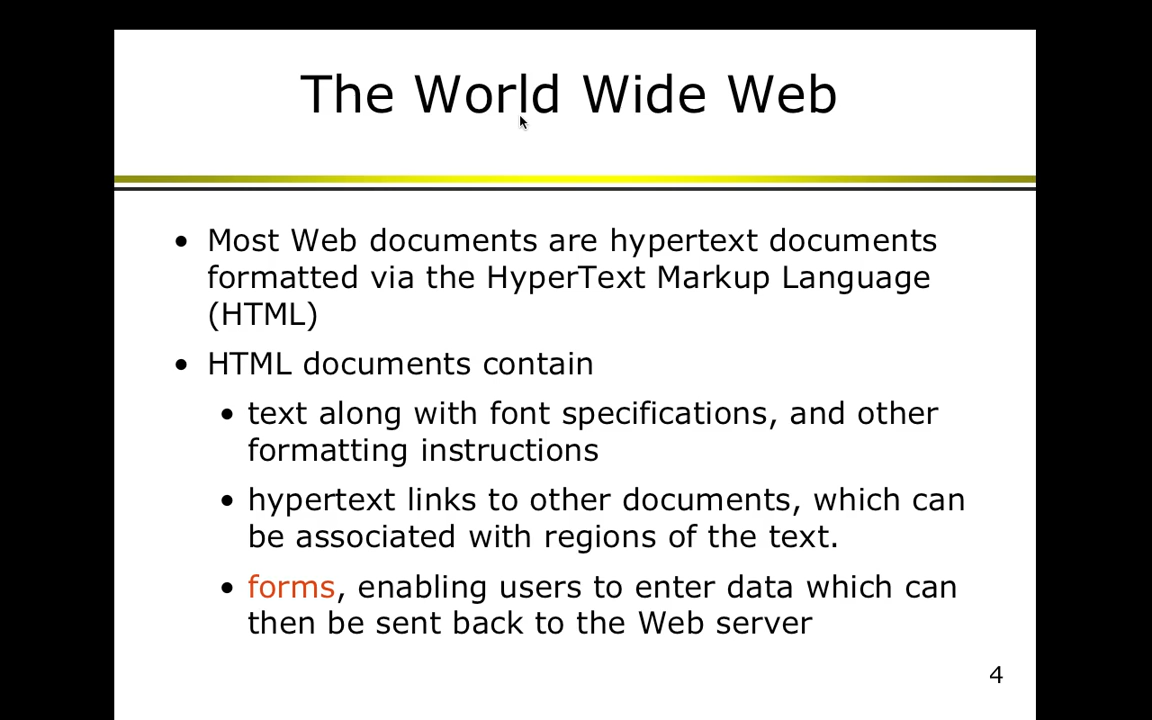 The World Wide Web
• Most Web documents are hypertext documents
formatted via the HyperText Markup Language
(HTML)
• HTML documents contain
• text along with font specifications, and other
formatting instructions
• hypertext links to other documents, which can
be associated with regions of the text.
• forms, enabling users to enter data which can
then be sent back to the Web server
4